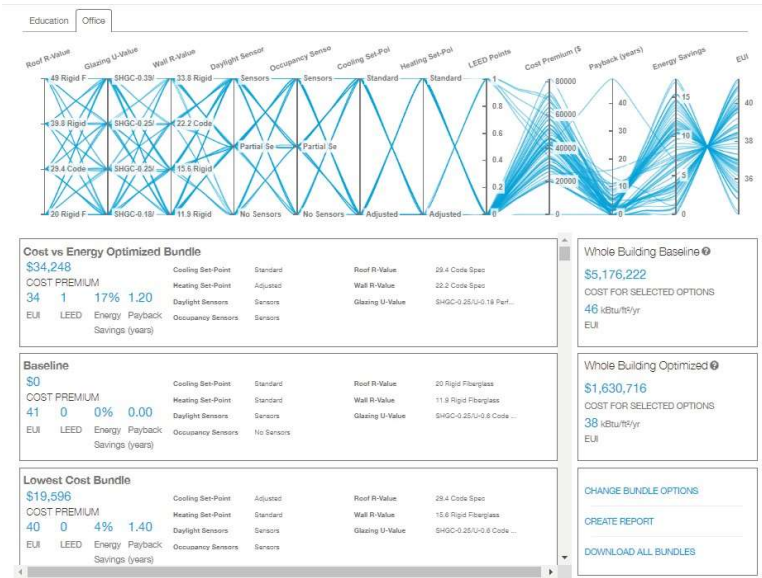 Education Office
Roof R-Value Glazing U-Value Wall R-Value Daylight Sensor Occupancy Senso Cooling Set-Poi Heating Set-Poi LEED Points Cost Premium ($ Payback (years) Energy Savings EUI
49 Rigid F SHGC-0.39/ 33.8 Rigid Sensors Sensors Standard Standard 1 80000
15 40
0.8 40
39.8 Rigid SHGC-0.25/ 22.2 Code 0.6 60000 30 10
Partial Se Partial Se 40000 38
29.4 Code SHGC-0.25/ 15.6 Rigid 0.4 20 5
0.2 20000 10 36
20 Rigid F SHGC-0.18/ 11.9 Rigid No Sensors No Sensors Adjusted Adjusted 0 0 0 0
Cost vs Energy Optimized Bundle
$34,248
COST PREMIUM
34 1 17% 1.20
EUI LEED Energy Payback
Savings (years)
Cooling Set-Point Standard Roof R-Value 29.4 Code Spec
Heating Set-Point Adjusted Wall R-Value 22.2 Code Spec
Daylight Sensors Sensors Glazing U-Value SHGC-0.25/U-0.19 Perf...
Occupancy Sensors Sensors
Whole Building Baseline
$5,176,222
COST FOR SELECTED OPTIONS
46 kBtu/ft²/yr
EUI
Baseline
$0
COST PREMIUM
41 0 0% 0.00
EUI LEED Energy Payback
Savings (years)
Cooling Set-Point Standard Roof R-Value 20 Rigid Fiberglass
Heating Set-Point Standard Wall R-Value 11.9 Rigid Fiberglass
Daylight Sensors Sensors Glazing U-Value SHGC-0.25/U-0.6 Code ...
Occupancy Sensors No Sensors
Whole Building Optimized
$1,630,716
COST FOR SELECTED OPTIONS
38 kBtu/ft²/yr
EUI
Lowest Cost Bundle
$19,596
COST PREMIUM
40 0 4% 1.40
EUI LEED Energy Payback
Savings (years)
Cooling Set-Point Adjusted Roof R-Value 29.4 Code Spec
Heating Set-Point Standard Wall R-Value 15.6 Rigid Fiberglass
Daylight Sensors Sensors Glazing U-Value SHGC-0.25/U-0.6 Code ...
Occupancy Sensors Sensors
CHANGE BUNDLE OPTIONS
CREATE REPORT
DOWNLOAD ALL BUNDLES